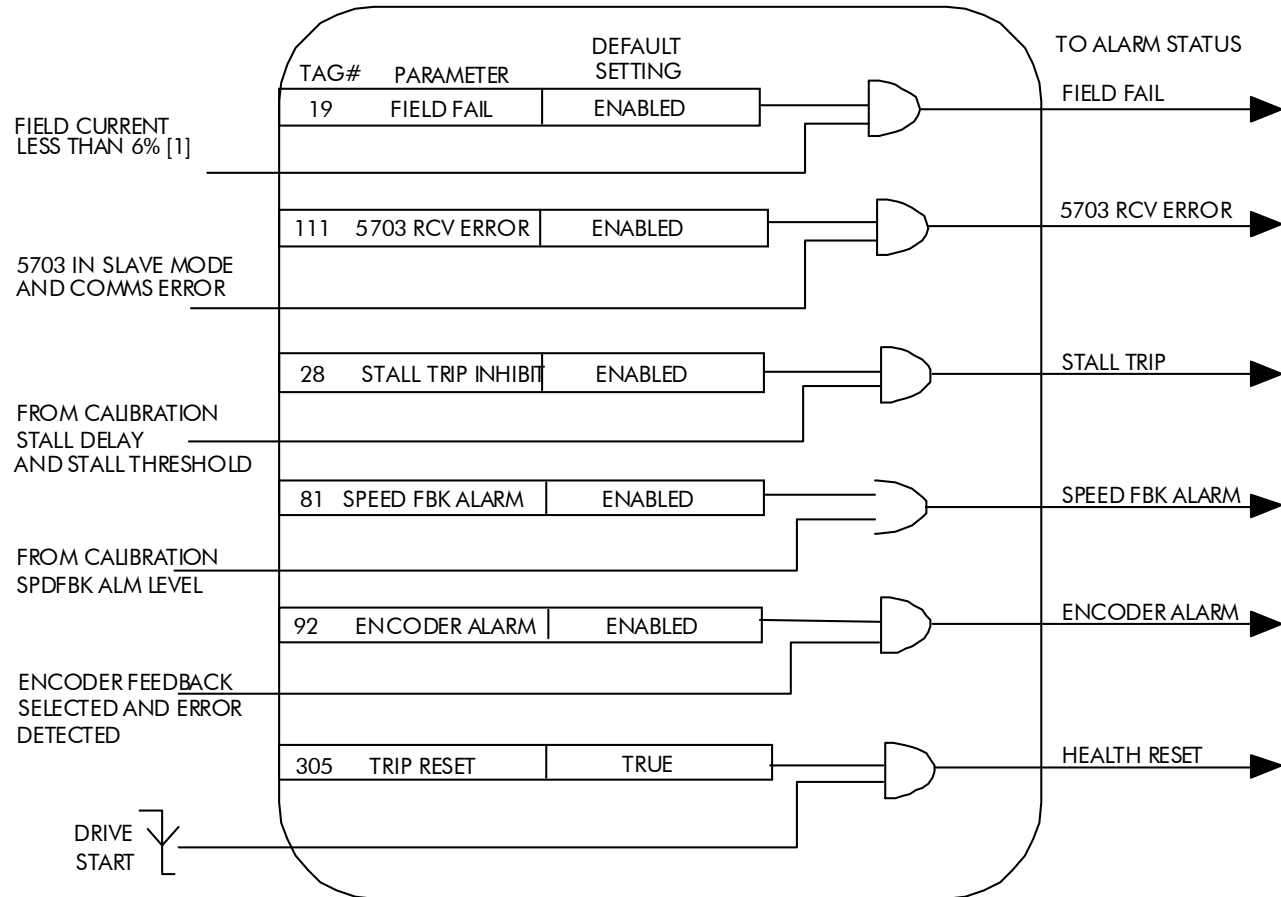 DEFAULT
SETTING
TO ALARM STATUS
TAG# PARAMETER
19 FIELD FAIL ENABLED
FIELD FAIL
FIELD CURRENT
LESS THAN 6% [1]
111 5703 RCV ERROR ENABLED
5703 RCV ERROR
5703 IN SLAVE MODE
AND COMMS ERROR
28 STALL TRIP INHIBIT ENABLED
STALL TRIP
FROM CALIBRATION
STALL DELAY
AND STALL THRESHOLD
81 SPEED FBK ALARM ENABLED
SPEED FBK ALARM
FROM CALIBRATION
SPDFBK ALM LEVEL
92 ENCODER ALARM ENABLED
ENCODER ALARM
ENCODER FEEDBACK
SELECTED AND ERROR
DETECTED
305 TRIP RESET TRUE
HEALTH RESET
DRIVE
START